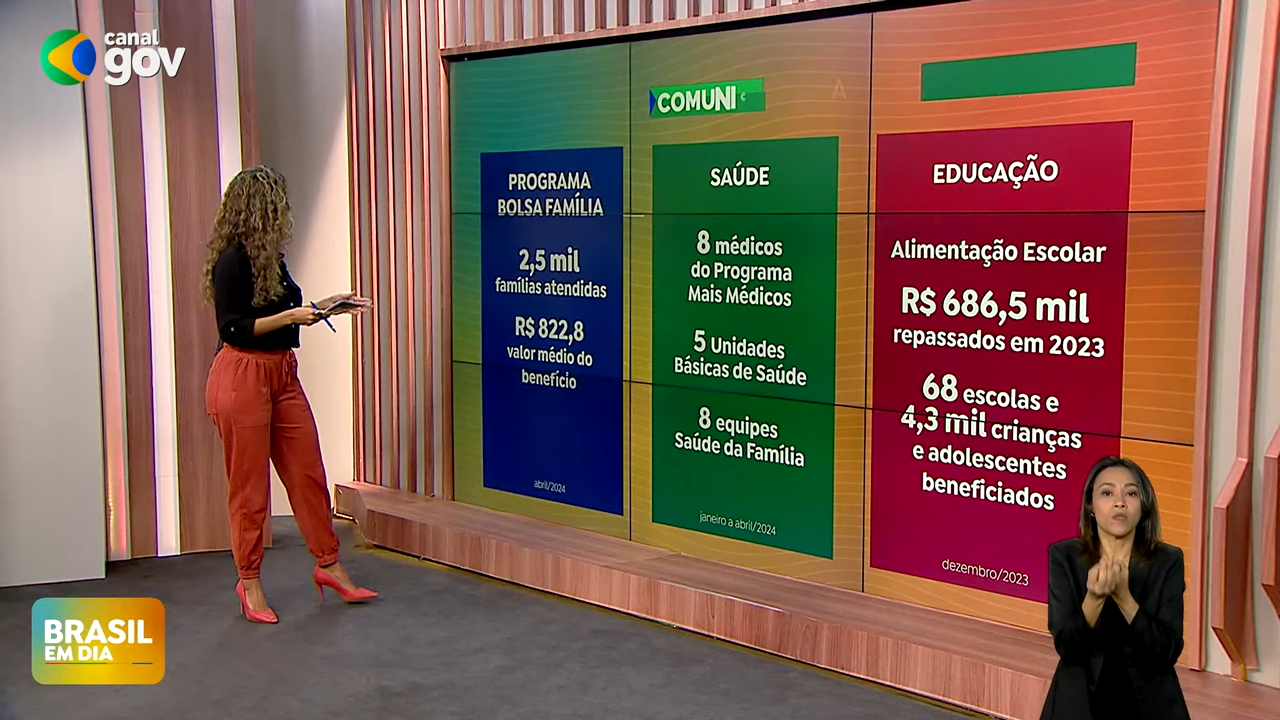 canal
gov
COMUNI
PROGRAMA
BOLSA FAMÍLIA
2,5 mil
famílias atendidas
R$ 822,8
valor médio do
benefício
abril/2024
SAÚDE
8 médicos
do Programa
Mais Médicos
5 Unidades
Básicas de Saúde
8 equipes
Saúde da Família
janeiro a abril/2024
EDUCAÇÃO
Alimentação Escolar
R$ 686,5 mil
repassados em 2023
68 escolas e
4,3 mil crianças
e adolescentes
beneficiados
dezembro/2023
BRASIL
EM DIA